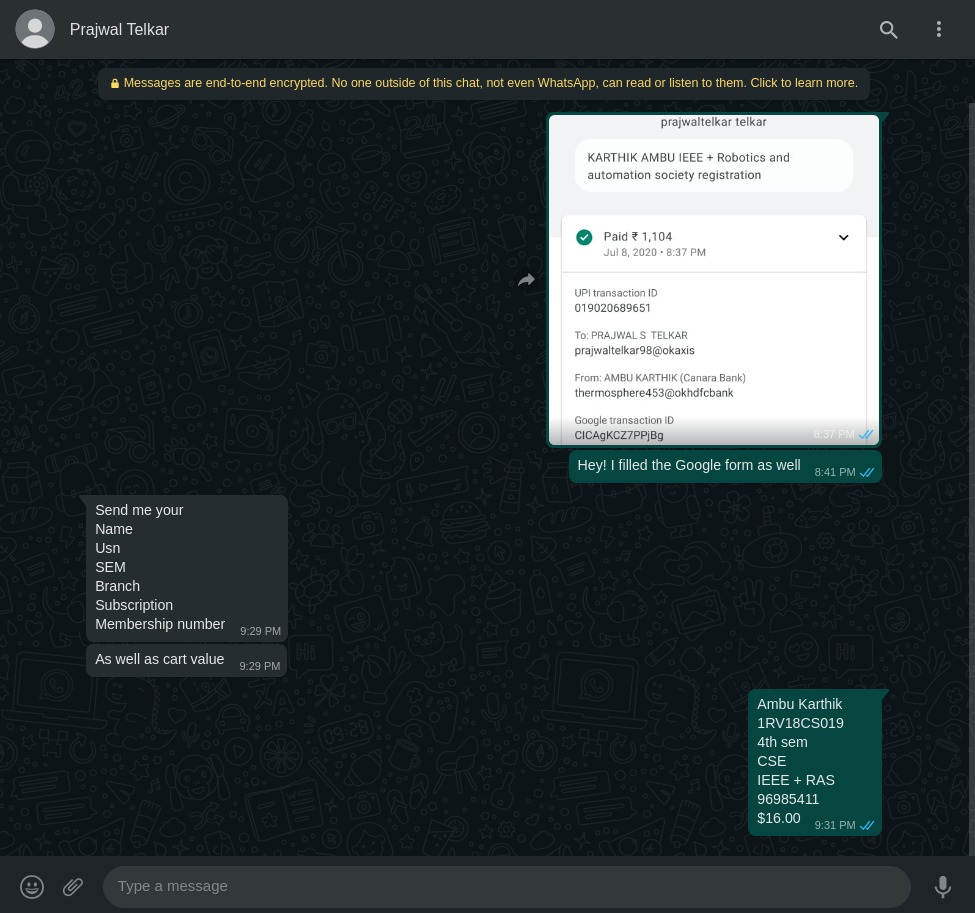 Prajwal Telkar
Messages are end-to-end encrypted. No one outside of this chat, not even WhatsApp, can read or listen to them. Click to learn more.
prajwaltelkar telkar
KARTHIK AMBU IEEE + Robotics and
automation society registration
Paid ₹ 1,104
Jul 8, 2020 • 8:37 PM
UPI transaction ID
019020689651
To: PRAJWAL S TELKAR
prajwaltelkar98@okaxis
From: AMBU KARTHIK (Canara Bank)
thermosphere453@okhdfcbank
Google transaction ID
CICAgKCZ7PPjBg
8:37 PM
Hey! I filled the Google form as well
8:41 PM
Send me your
Name
Usn
SEM
Branch
Subscription
Membership number
9:29 PM
As well as cart value
9:29 PM
Ambu Karthik
1RV18CS019
4th sem
CSE
IEEE + RAS
96985411
$16.00
9:31 PM
Type a message